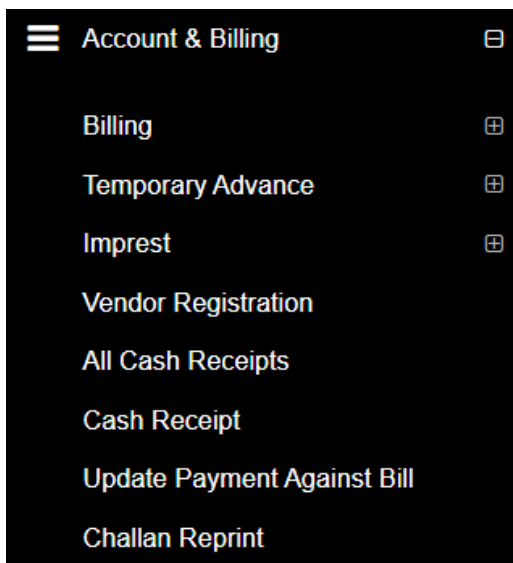 Account & Billing
Billing
Temporary Advance
Imprest
Vendor Registration
All Cash Receipts
Cash Receipt
Update Payment Against Bill
Challan Reprint